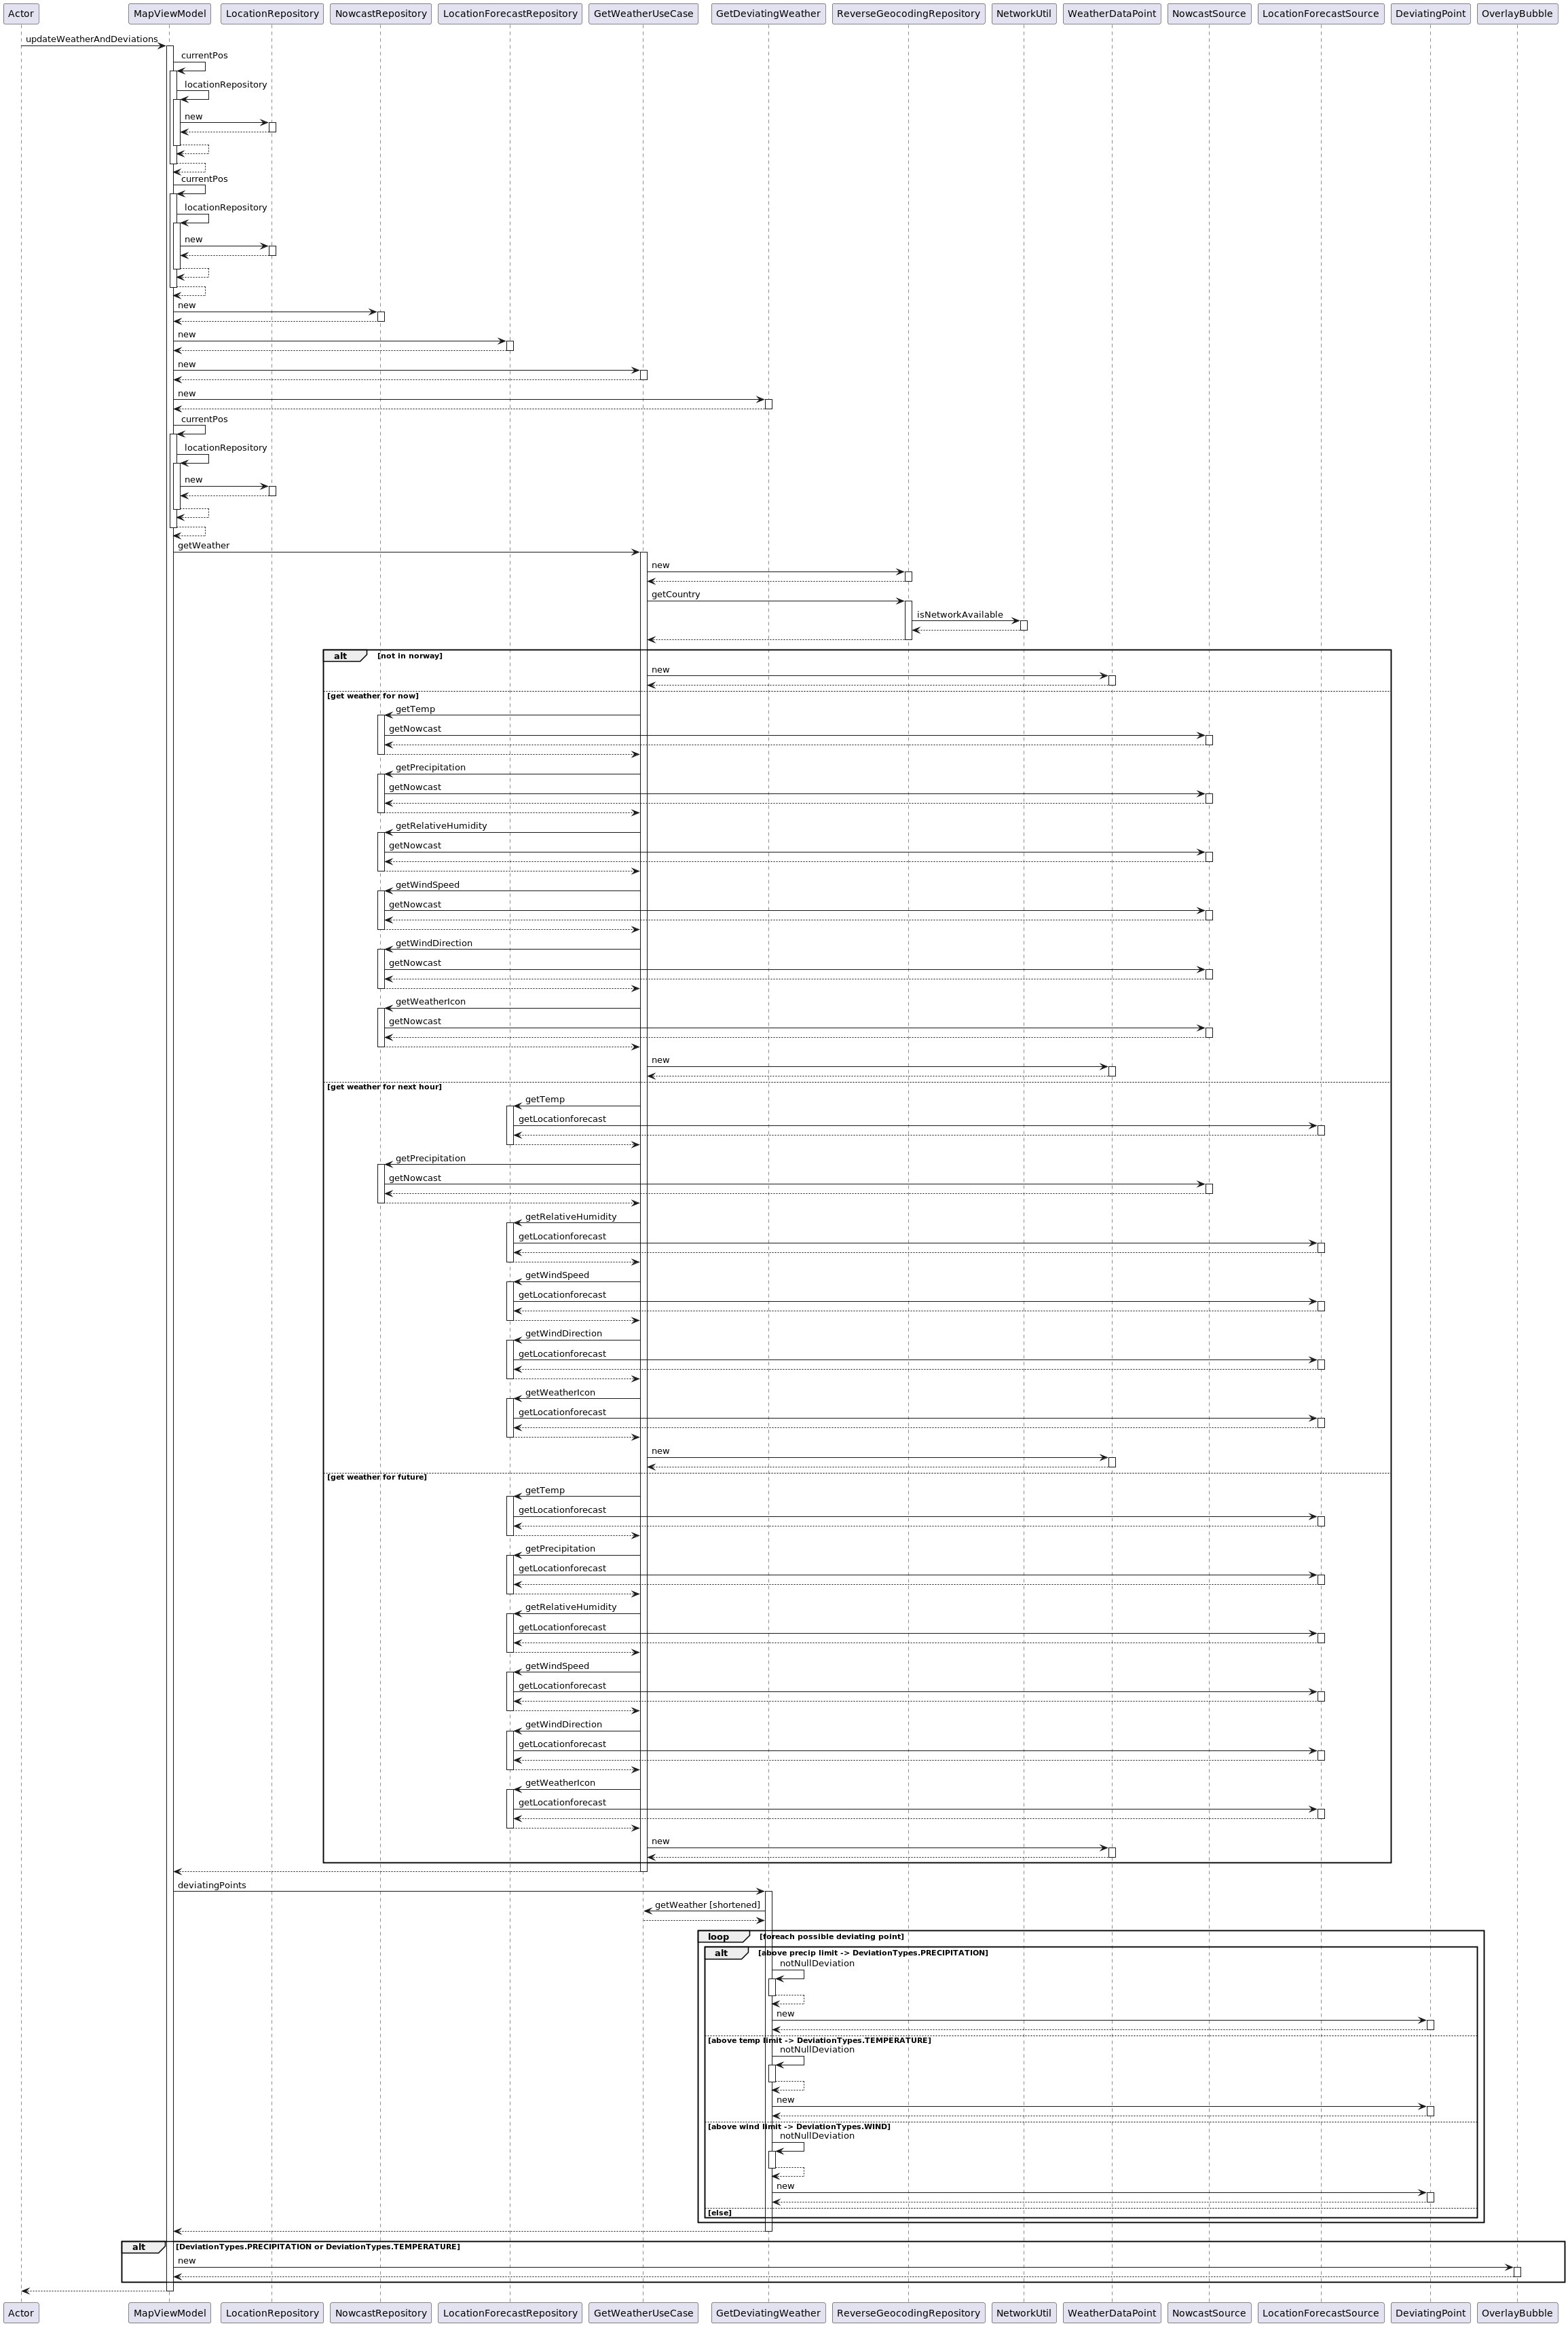 Actor MapViewModel LocationRepository NowcastRepository LocationForecastRepository GetWeatherUseCase GetDeviatingWeather ReverseGeocodingRepository NetworkUtil WeatherDataPoint NowcastSource LocationForecastSource DeviatingPoint OverlayBubble
updateWeatherAndDeviations
currentPos
locationRepository
new
currentPos
locationRepository
new
new
new
new
new
currentPos
locationRepository
new
getWeather
new
getCountry
isNetworkAvailable
alt [not in norway]
new
[get weather for now]
getTemp
getNowcast
getPrecipitation
getNowcast
getRelativeHumidity
getNowcast
getWindSpeed
getNowcast
getWindDirection
getNowcast
getWeatherIcon
getNowcast
new
[get weather for next hour]
getTemp
getLocationforecast
getPrecipitation
getNowcast
getRelativeHumidity
getLocationforecast
getWindSpeed
getLocationforecast
getWindDirection
getLocationforecast
getWeatherIcon
getLocationforecast
new
[get weather for future]
getTemp
getLocationforecast
getPrecipitation
getLocationforecast
getRelativeHumidity
getLocationforecast
getWindSpeed
getLocationforecast
getWindDirection
getLocationforecast
getWeatherIcon
getLocationforecast
new
deviatingPoints
getWeather [shortened]
loop [foreach possible deviating point]
alt [above precip limit -> DeviationTypes.PRECIPITATION]
notNullDeviation
new
[above temp limit -> DeviationTypes.TEMPERATURE]
notNullDeviation
new
[above wind limit -> DeviationTypes.WIND]
notNullDeviation
new
[else]
alt [DeviationTypes.PRECIPITATION or DeviationTypes.TEMPERATURE]
new
Actor MapViewModel LocationRepository NowcastRepository LocationForecastRepository GetWeatherUseCase GetDeviatingWeather ReverseGeocodingRepository NetworkUtil WeatherDataPoint NowcastSource LocationForecastSource DeviatingPoint OverlayBubble